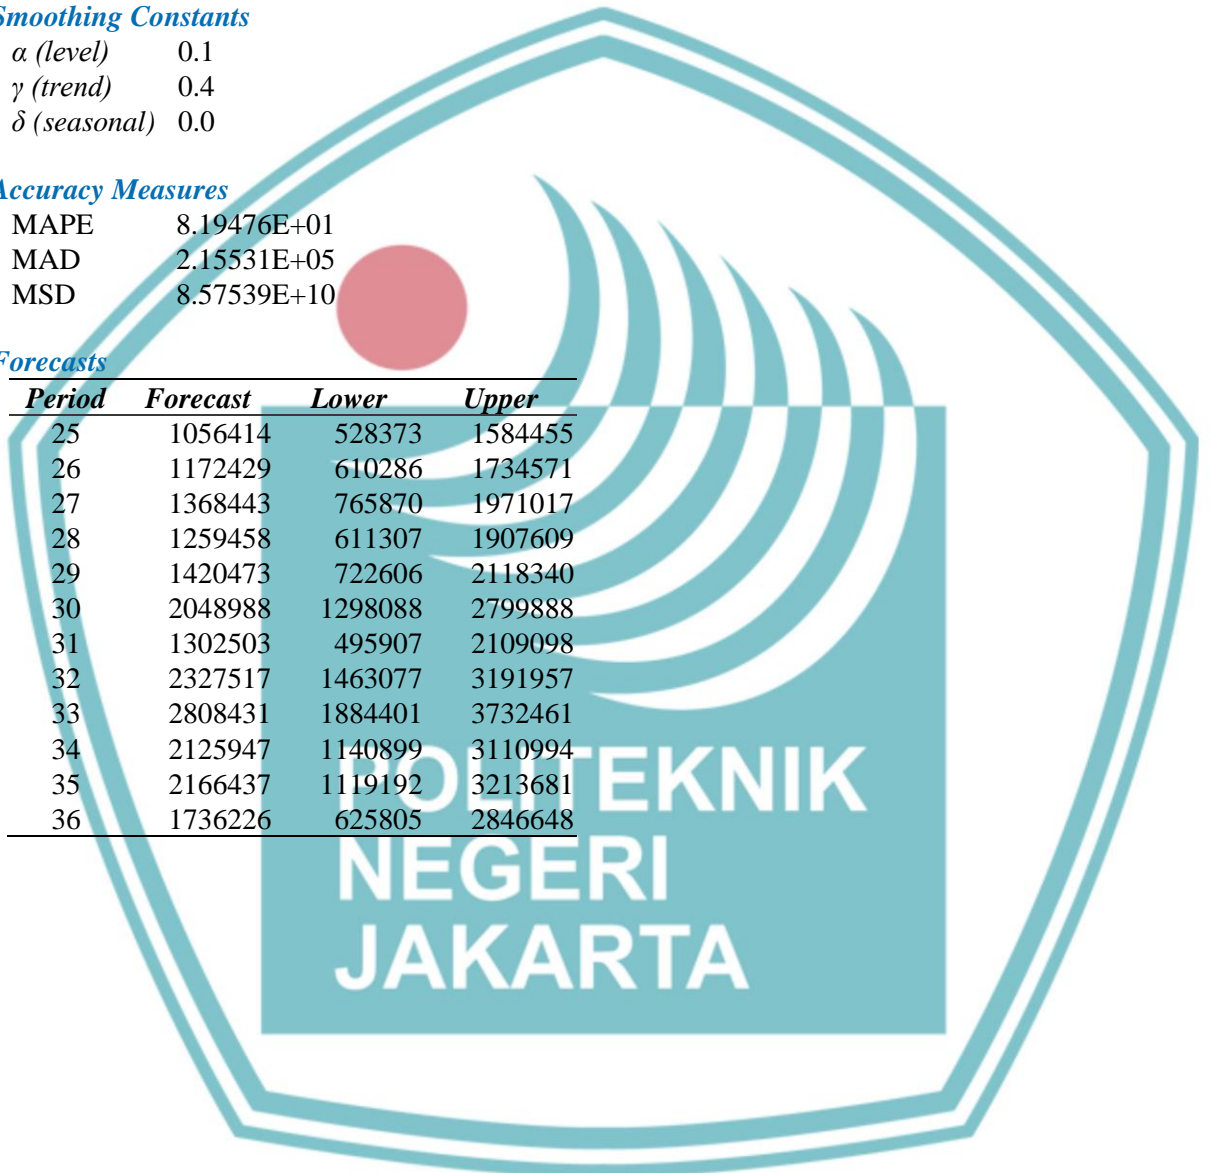 Smoothing Constants
α (level) 0.1
γ (trend) 0.4
δ (seasonal) 0.0
Accuracy Measures
MAPE 8.19476E+01
MAD 2.15531E+05
MSD 8.57539E+10
Forecasts
Period Forecast Lower Upper
25 1056414 528373 1584455
26 1172429 610286 1734571
27 1368443 765870 1971017
28 1259458 611307 1907609
29 1420473 722606 2118340
30 2048988 1298088 2799888
31 1302503 495907 2109098
32 2327517 1463077 3191957
33 2808431 1884401 3732461
34 2125947 1140899 3110994
35 2166437 1119192 3213681
36 1736226 625805 2846648
POLITEKNIK
NEGERI
JAKARTA